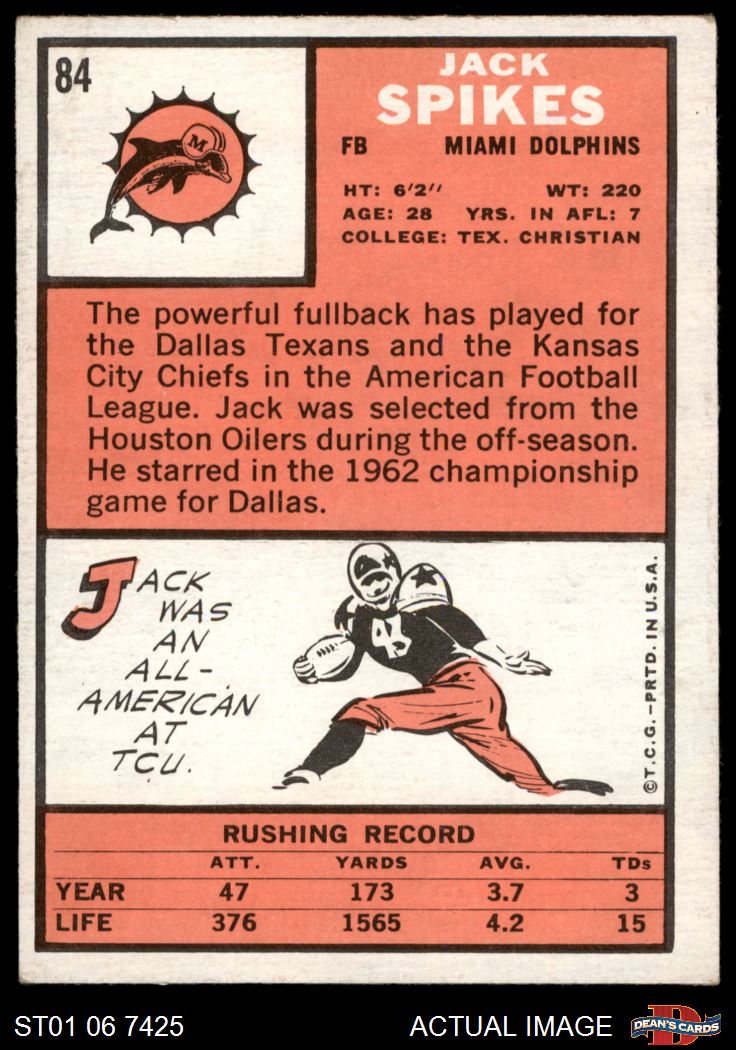 84
M
JACK
SPIKES
FB MIAMI DOLPHINS
HT: 6'2'' WT: 220
AGE: 28 YRS. IN AFL: 7
COLLEGE: TEX. CHRISTIAN
The powerful fullback has played for
the Dallas Texans and the Kansas
City Chiefs in the American Football
League. Jack was selected from the
Houston Oilers during the off-season.
He starred in the 1962 championship
game for Dallas.
JACK
WAS
AN
ALL-
AMERICAN
AT
TCU.
©T.C.G.–PRTD. IN U.S.A.
RUSHING RECORD
ATT. YARDS AVG. TDs
YEAR 47 173 3.7 3
LIFE 376 1565 4.2 15
ST01 06 7425 ACTUAL IMAGE D DEAN'S CARDS